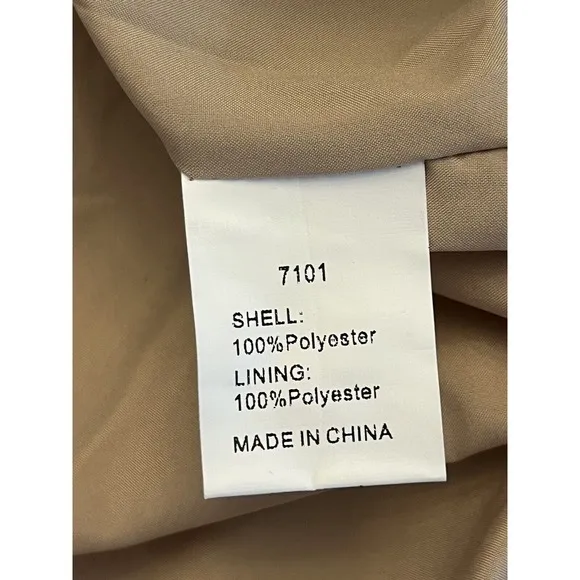 7101
SHELL:
100%Polyester
LINING:
100%Polyester
MADE IN CHINA